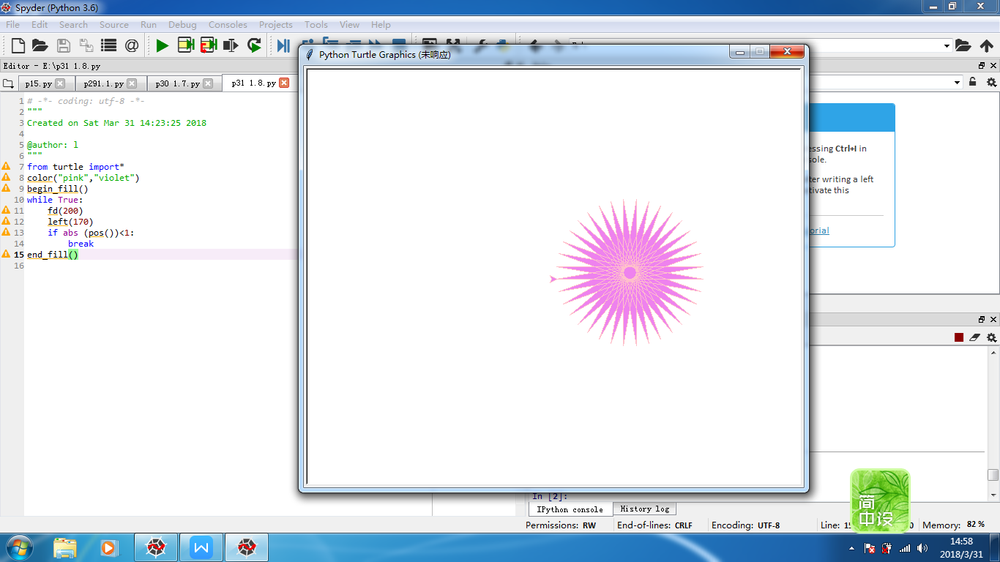 Spyder (Python 3.6)
File Edit Search Source Run Debug Consoles Projects Tools View Help
Python Turtle Graphics (未响应)
Editor - E:\p31 1.8.py
p15.py p291.1.py p30 1.7.py p31 1.8.py
1 # -*- coding: utf-8 -*-
2 """
3 Created on Sat Mar 31 14:23:25 2018
4
5 @author: l
6 """
7 from turtle import*
8 color("pink","violet")
9 begin_fill()
10 while True:
11 fd(200)
12 left(170)
13 if abs (pos())<1:
14 break
15 end_fill()
16
essing Ctrl+I in
sole.
ter writing a left
tivate this
orial
In [2]:
IPython console History log
简
中设
Permissions: RW End-of-lines: CRLF Encoding: UTF-8 Line: 15 Memory: 82 %
14:58
2018/3/31